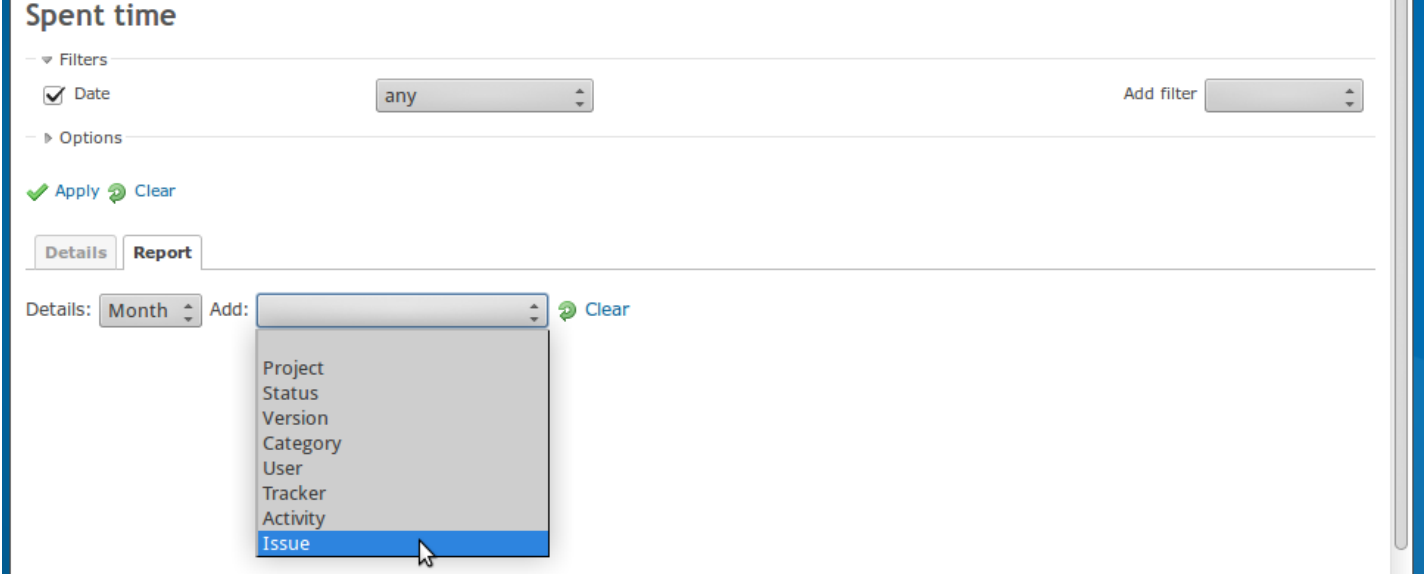 Spent time
Filters
Date any Add filter
Options
Apply Clear
Details Report
Details: Month Add: Clear
Project
Status
Version
Category
User
Tracker
Activity
Issue